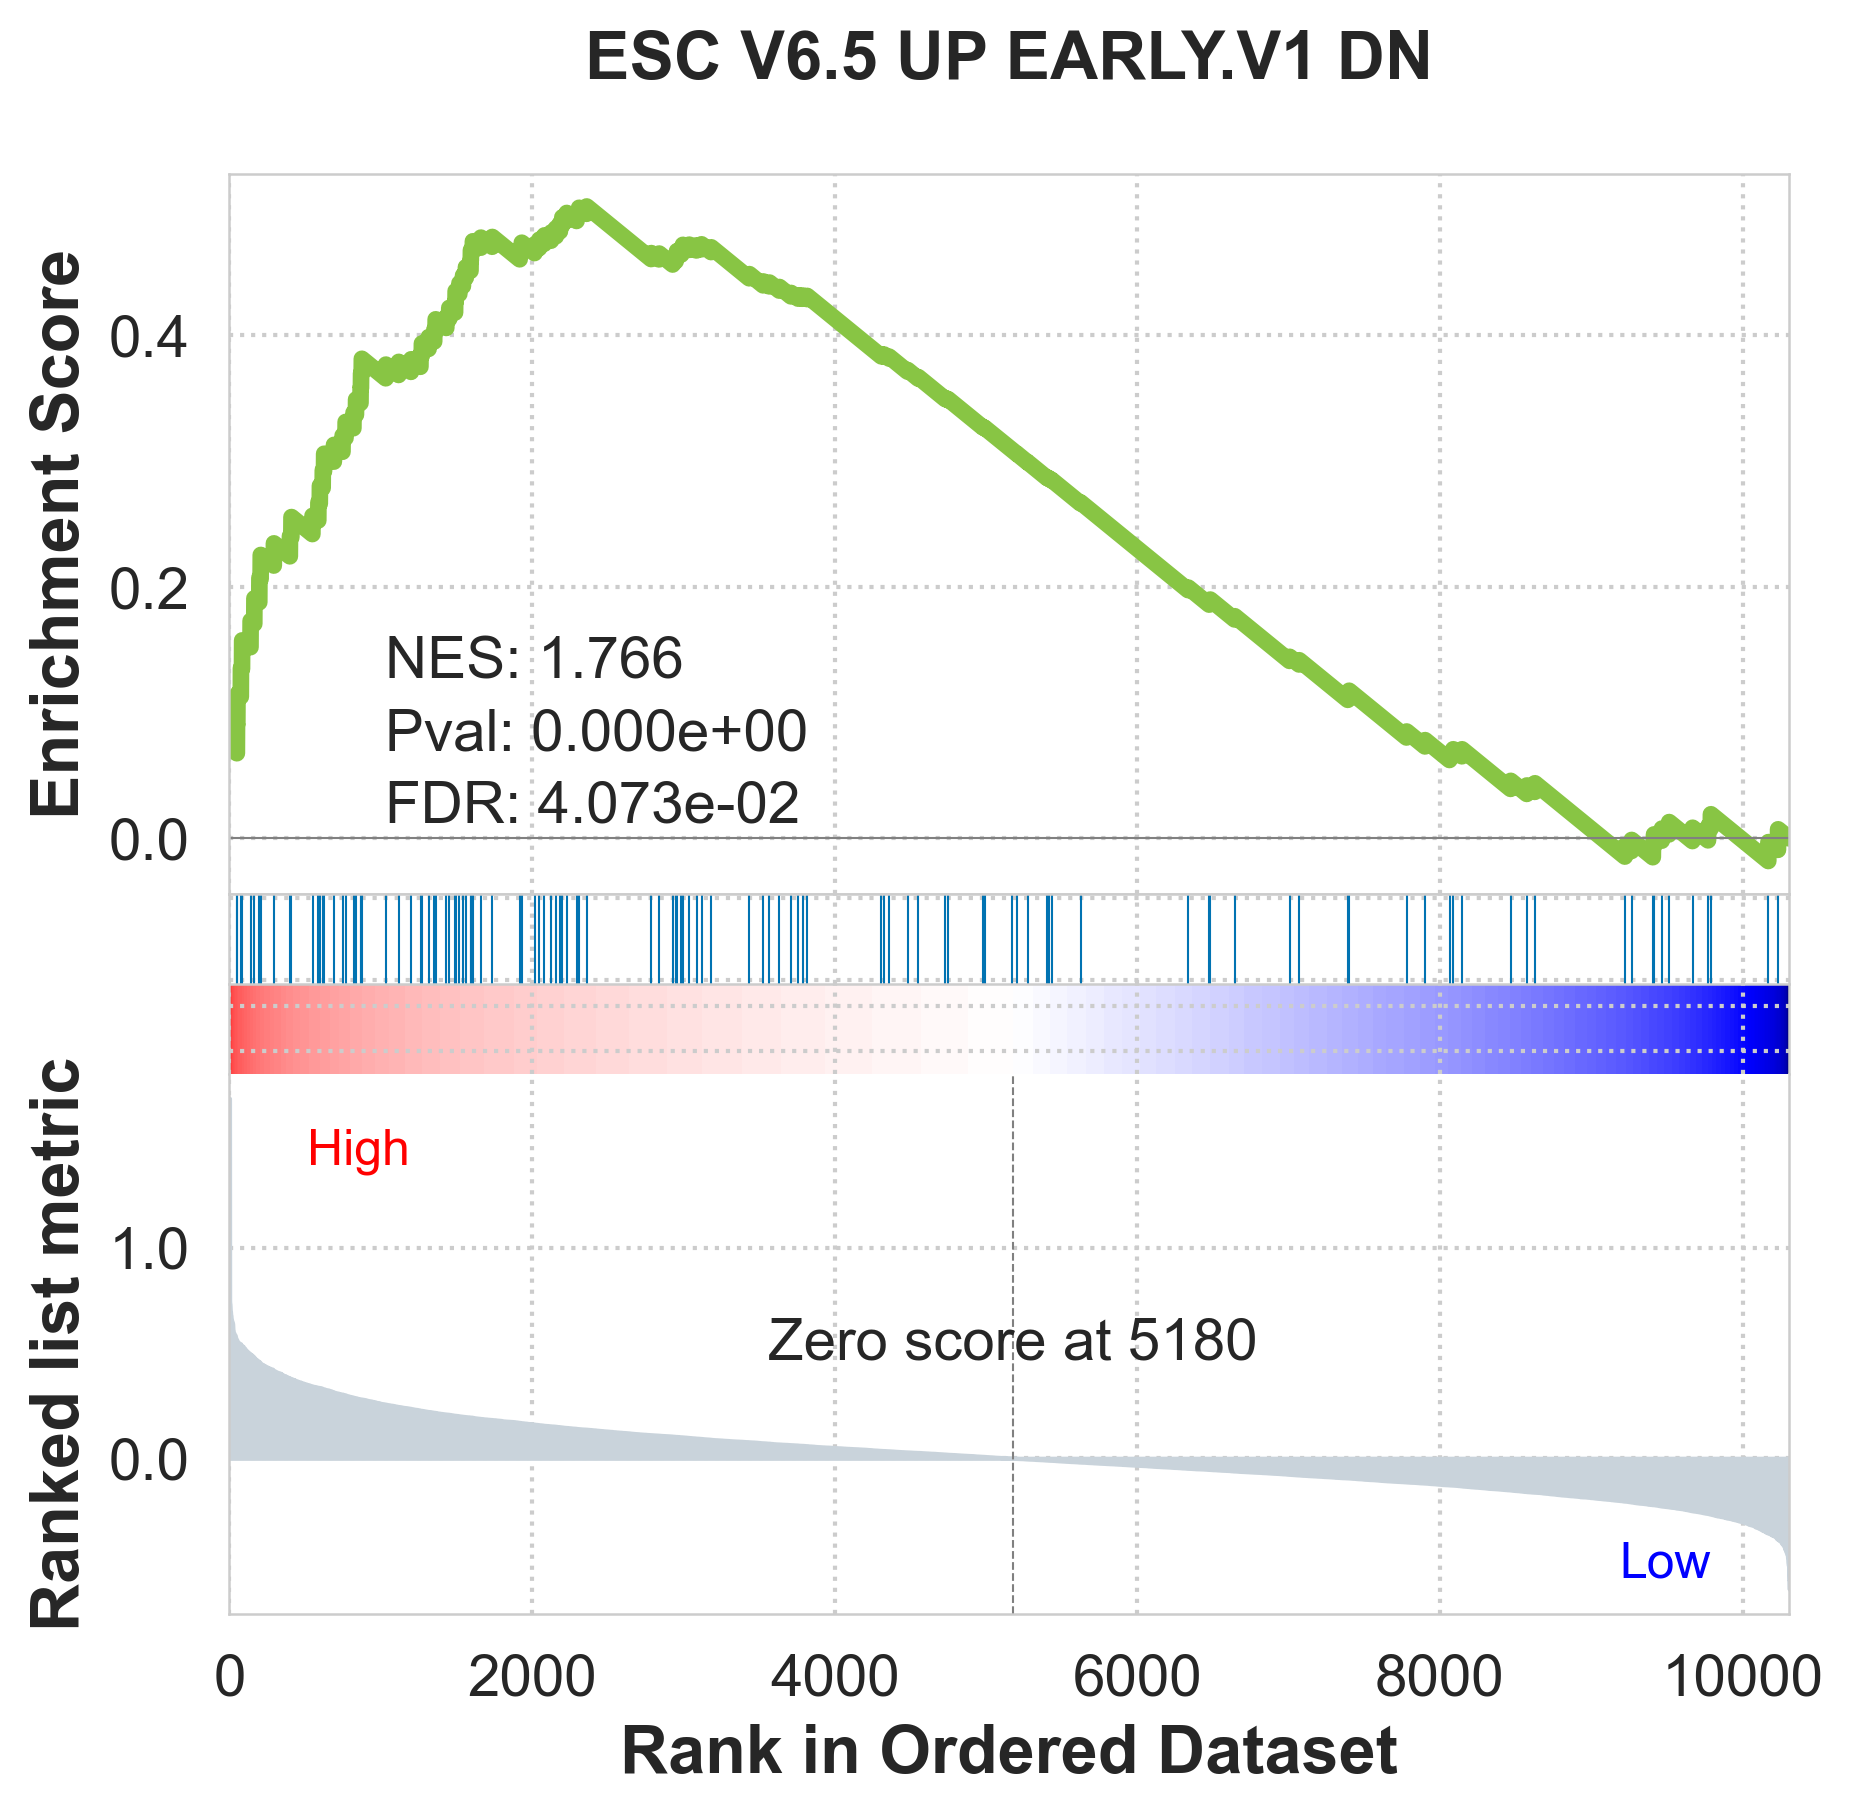 ESC V6.5 UP EARLY.V1 DN
Enrichment Score
0.4
0.2
0.0
NES: 1.766
Pval: 0.000e+00
FDR: 4.073e-02
Ranked list metric
High
1.0
Zero score at 5180
0.0
Low
0 2000 4000 6000 8000 10000
Rank in Ordered Dataset